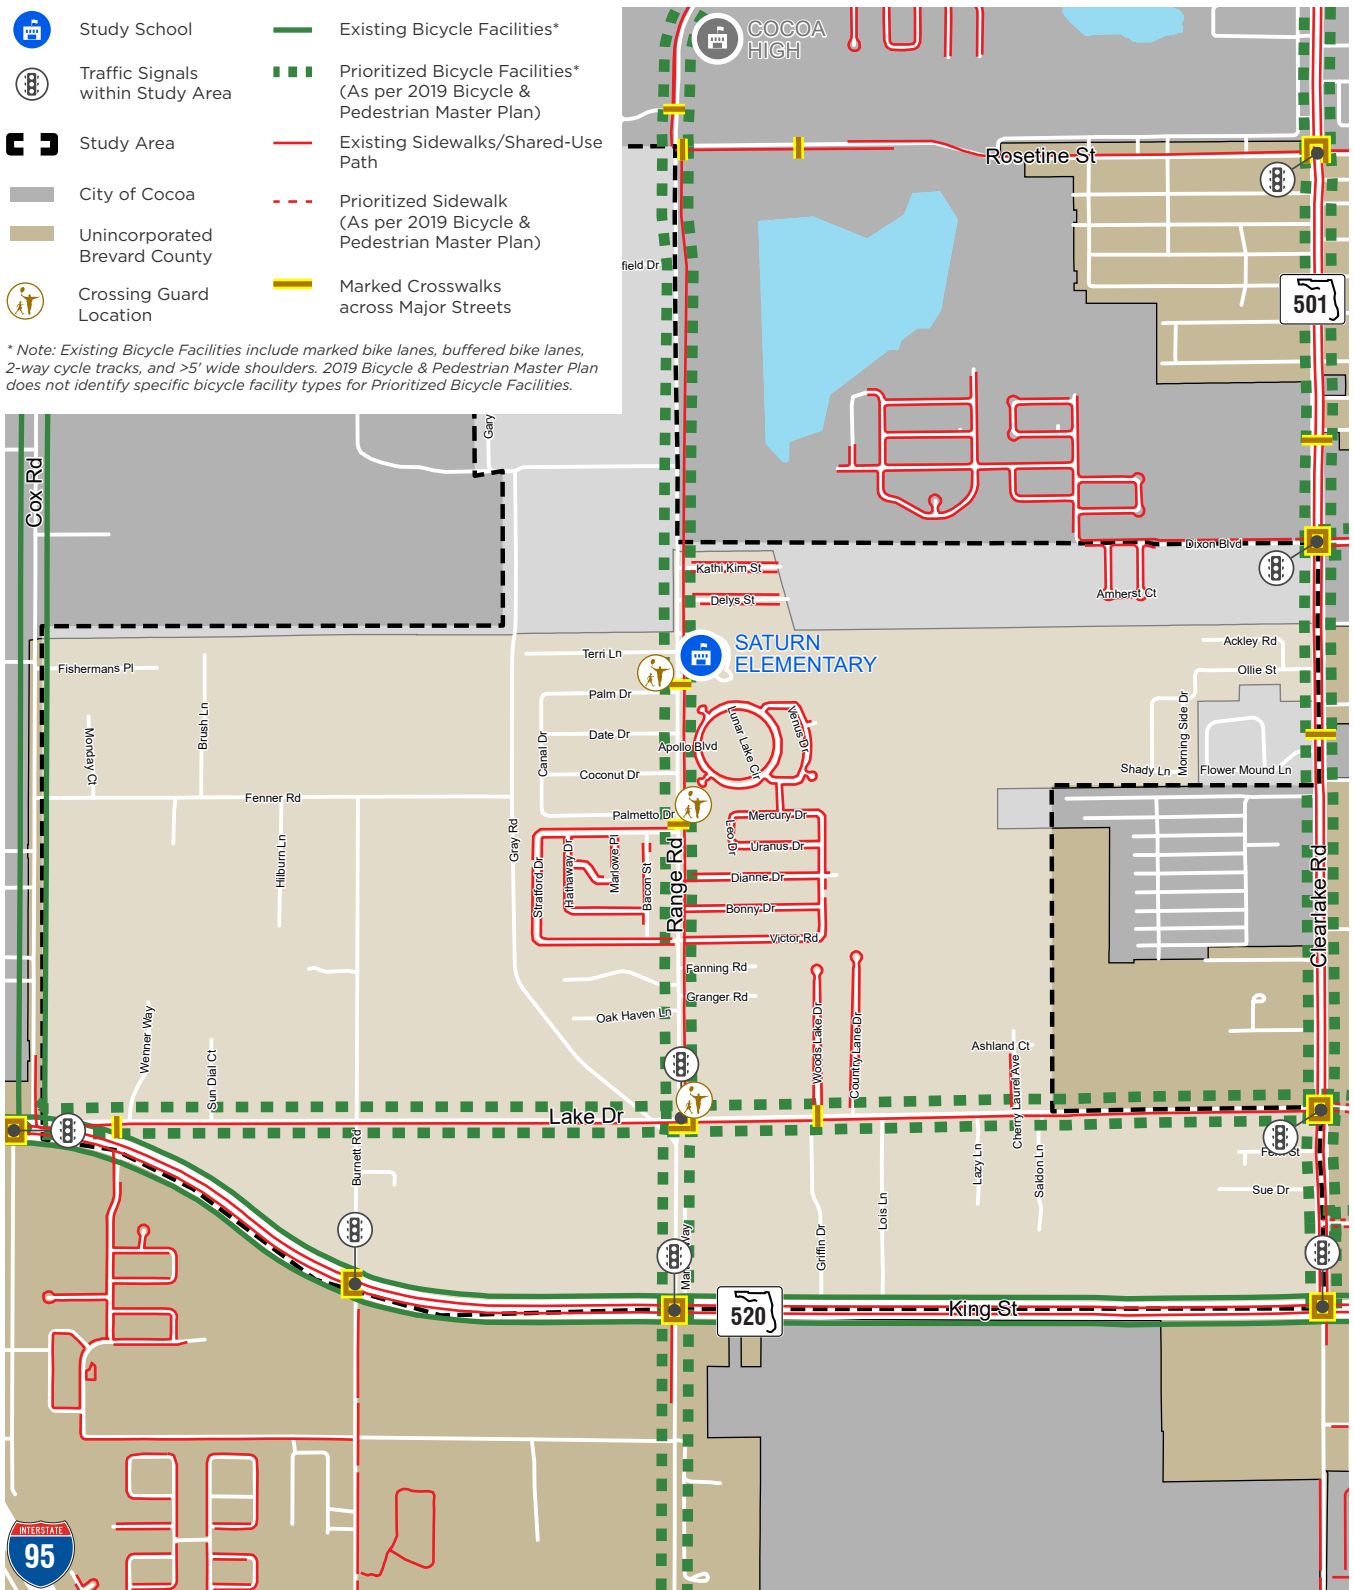 Study School
Traffic Signals
within Study Area
Study Area
City of Cocoa
Unincorporated
Brevard County
Crossing Guard
Location
Existing Bicycle Facilities*
Prioritized Bicycle Facilities*
(As per 2019 Bicycle &
Pedestrian Master Plan)
Existing Sidewalks/Shared-Use
Path
Prioritized Sidewalk
(As per 2019 Bicycle &
Pedestrian Master Plan)
Marked Crosswalks
across Major Streets
* Note: Existing Bicycle Facilities include marked bike lanes, buffered bike lanes,
2-way cycle tracks, and >5' wide shoulders. 2019 Bicycle & Pedestrian Master Plan
does not identify specific bicycle facility types for Prioritized Bicycle Facilities.
COCOA
HIGH
Rosetine St
field Dr
501
Gary
Cox Rd
Dixon Blvd
Kathi Kim St
Delys St
Amherst Ct
SATURN
ELEMENTARY
Terri Ln
Ackley Rd
Ollie St
Fishermans Pl
Palm Dr
Brush Ln
Monday Ct
Canal Dr
Date Dr
Apollo Blvd
Lunar Lake Cir
Venus Dr
Morning Side Dr
Coconut Dr
Shady Ln
Flower Mound Ln
Fenner Rd
Palmetto Dr
Mercury Dr
Leo Dr
Uranus Dr
Gray Rd
Hilburn Ln
Stratford Dr
Hathaway Dr
Marlowe Pl
Bacon St
Range Rd
Dianne Dr
Bonny Dr
Victor Rd
Clearlake Rd
Fanning Rd
Granger Rd
Oak Haven Ln
Wenner Way
Sun Dial Ct
Woods Lake Dr
Country Lane Dr
Ashland Ct
Cherry Laurel Ave
Lake Dr
Burnett Rd
Lazy Ln
Saldon Ln
Fern St
Sue Dr
Lois Ln
Griffin Dr
Way
520
King St
INTERSTATE
95